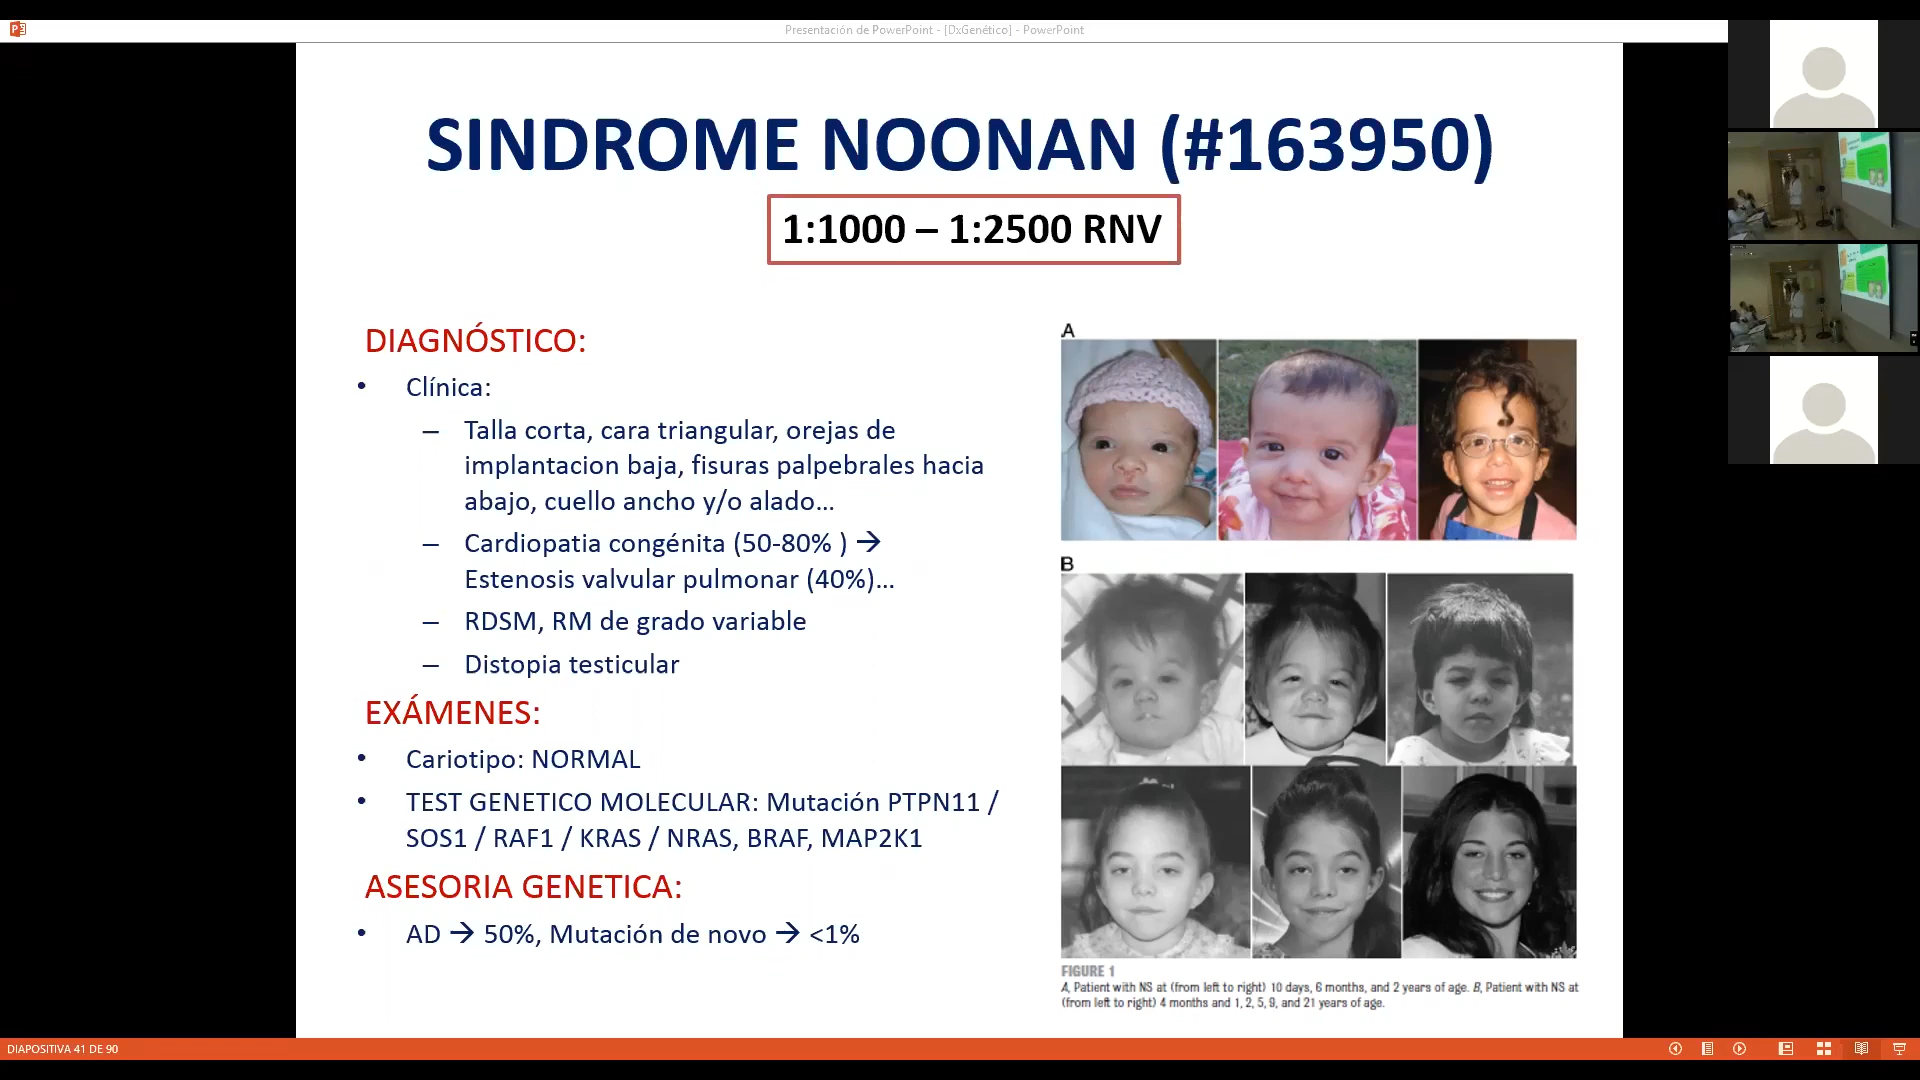 Presentación de PowerPoint - [DxGenético] - PowerPoint
SINDROME NOONAN (#163950)
1:1000 – 1:2500 RNV
DIAGNÓSTICO:
• Clínica:
– Talla corta, cara triangular, orejas de
implantacion baja, fisuras palpebrales hacia
abajo, cuello ancho y/o alado...
– Cardiopatia congénita (50-80% ) →
Estenosis valvular pulmonar (40%)...
– RDSM, RM de grado variable
– Distopia testicular
EXÁMENES:
• Cariotipo: NORMAL
• TEST GENETICO MOLECULAR: Mutación PTPN11 /
SOS1 / RAF1 / KRAS / NRAS, BRAF, MAP2K1
ASESORIA GENETICA:
• AD → 50%, Mutación de novo → <1%
A
B
FIGURE 1
A, Patient with NS at (from left to right) 10 days, 6 months, and 2 years of age. B, Patient with NS at
(from left to right) 4 months and 1, 2, 5, 9, and 21 years of age.
DIAPOSITIVA 41 DE 90